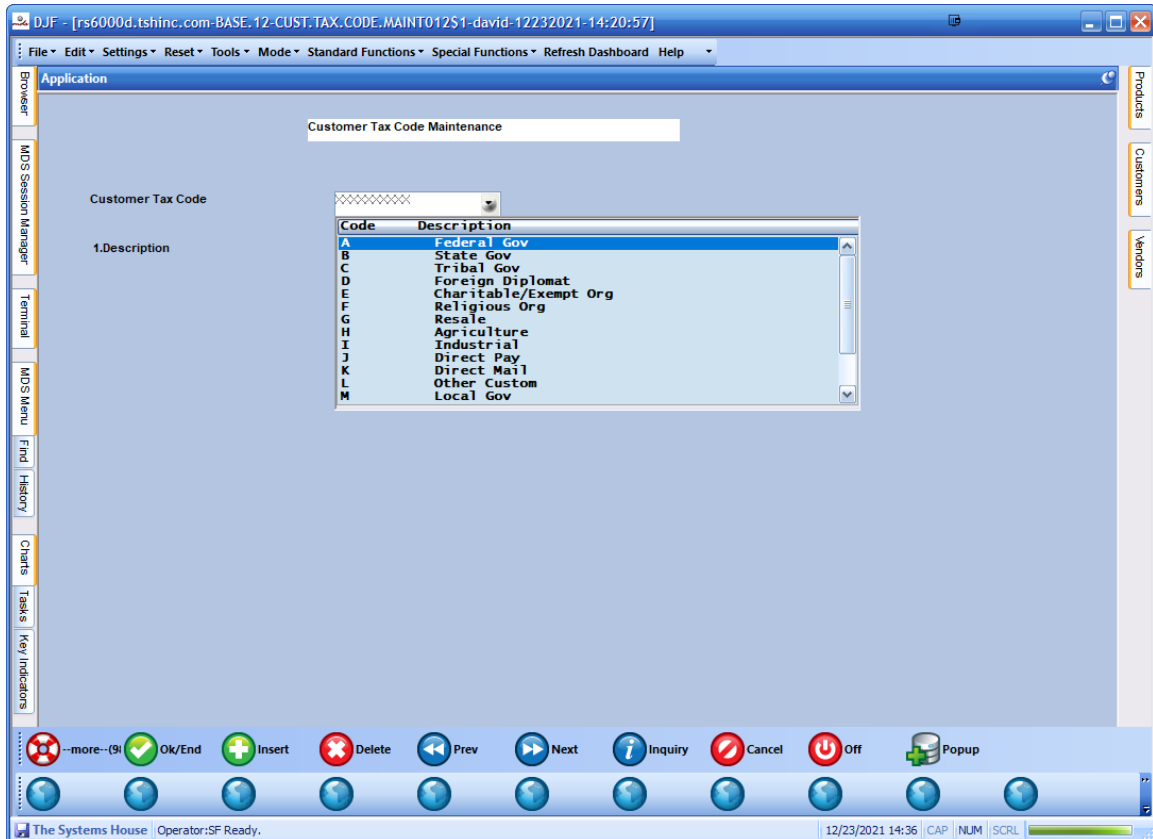 DJF - [rs6000d.tshinc.com-BASE.12-CUST.TAX.CODE.MAINT012S1-david-12232021-14:20:57]
File Edit Settings Reset Tools Mode Standard Functions Special Functions Refresh Dashboard Help
Application
Browser
MDS Session Manager
Terminal
MDS Menu
Find
History
Charts
Tasks
Key Indicators
Products
Customers
Vendors
Customer Tax Code Maintenance
Customer Tax Code XXXXXXXXXX
1.Description
Code Description
A Federal Gov
B State Gov
C Tribal Gov
D Foreign Diplomat
E Charitable/Exempt Org
F Religious Org
G Resale
H Agriculture
I Industrial
J Direct Pay
K Direct Mail
L Other Custom
M Local Gov
--more--(98 Ok/End Insert Delete Prev Next Inquiry Cancel Off Popup
The Systems House Operator:SF Ready. 12/23/2021 14:36 CAP NUM SCRL